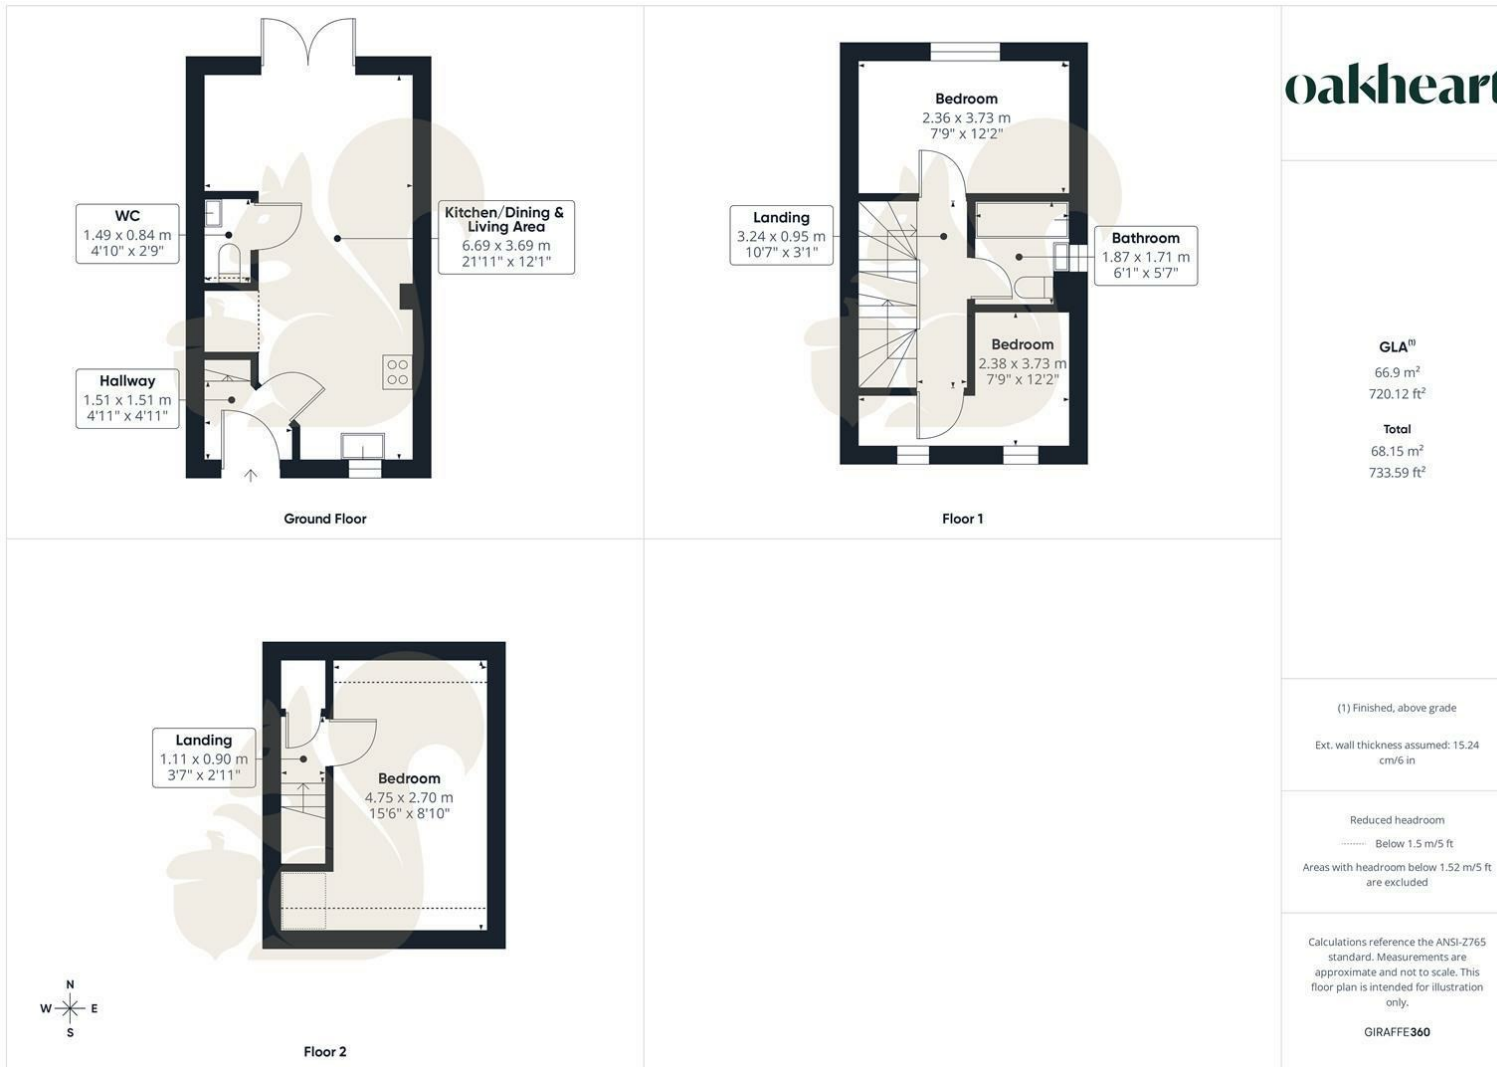 WC
1.49 x 0.84 m
4'10" x 2'9"
Kitchen/Dining &
Living Area
6.69 x 3.69 m
21'11" x 12'1"
Hallway
1.51 x 1.51 m
4'11" x 4'11"
Ground Floor
Bedroom
2.36 x 3.73 m
7'9" x 12'2"
Landing
3.24 x 0.95 m
10'7" x 3'1"
Bathroom
1.87 x 1.71 m
6'1" x 5'7"
Bedroom
2.38 x 3.73 m
7'9" x 12'2"
Floor 1
Landing
1.11 x 0.90 m
3'7" x 2'11"
Bedroom
4.75 x 2.70 m
15'6" x 8'10"
N
W E
S
Floor 2
oakheart
GLA(1)
66.9 m²
720.12 ft²
Total
68.15 m²
733.59 ft²
(1) Finished, above grade
Ext. wall thickness assumed: 15.24
cm/6 in
Reduced headroom
Below 1.5 m/5 ft
Areas with headroom below 1.52 m/5 ft
are excluded
Calculations reference the ANSI-Z765
standard. Measurements are
approximate and not to scale. This
floor plan is intended for illustration
only.
GIRAFFE360